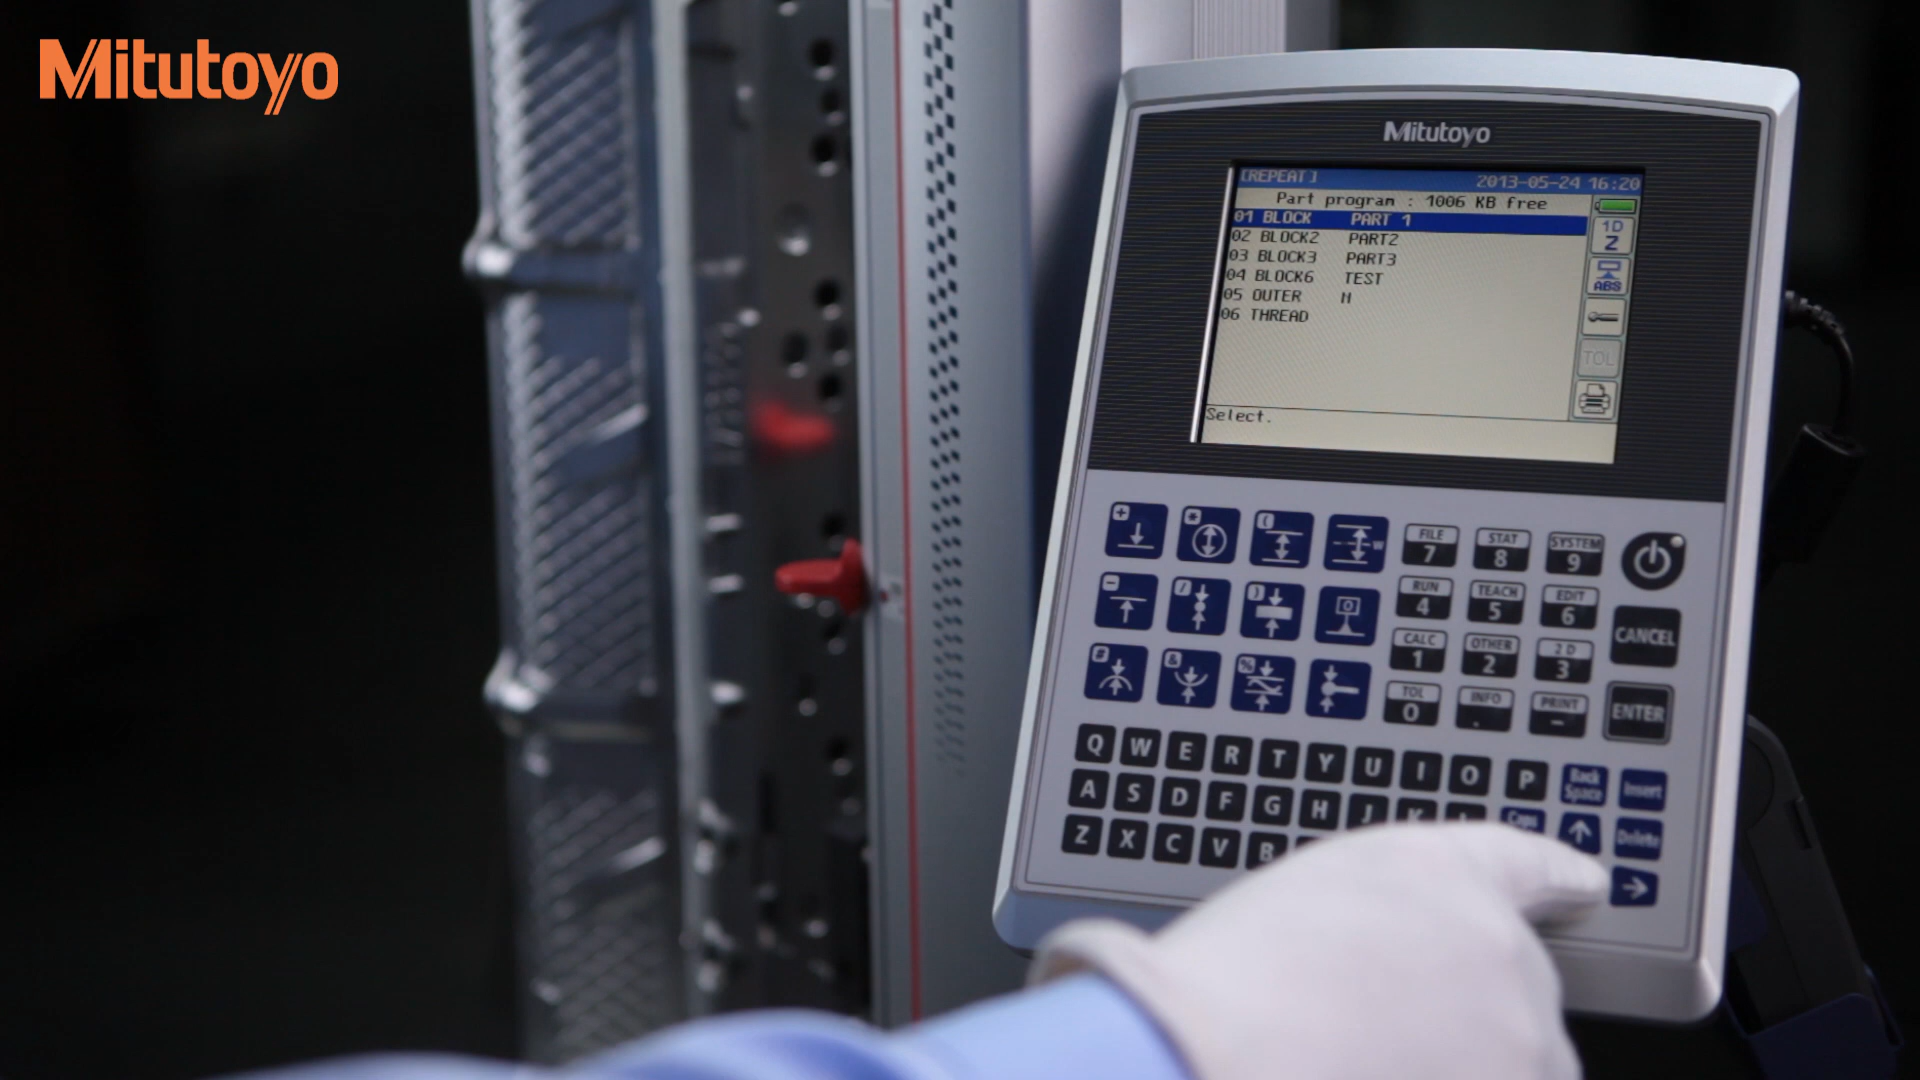 Mitutoyo
Mitutoyo
[REPEAT] 2013-05-24 16:20
Part program : 1006 KB free
01 BLOCK PART 1
02 BLOCK2 PART2
03 BLOCK3 PART3
04 BLOCK6 TEST
05 OUTER H
06 THREAD
Select.
1D
Z
ABS
TOL
+ * ( W
FILE STAT SYSTEM
7 8 9
- / )
RUN TEACH EDIT
4 5 6
CANCEL
# & %
CALC OTHER 2 D
1 2 3
TOL INFO PRINT
0 . -
ENTER
Q W E R T Y U I O P Back Space Insert
A S D F G H J K L Caps ↑ Delete
Z X C V B →